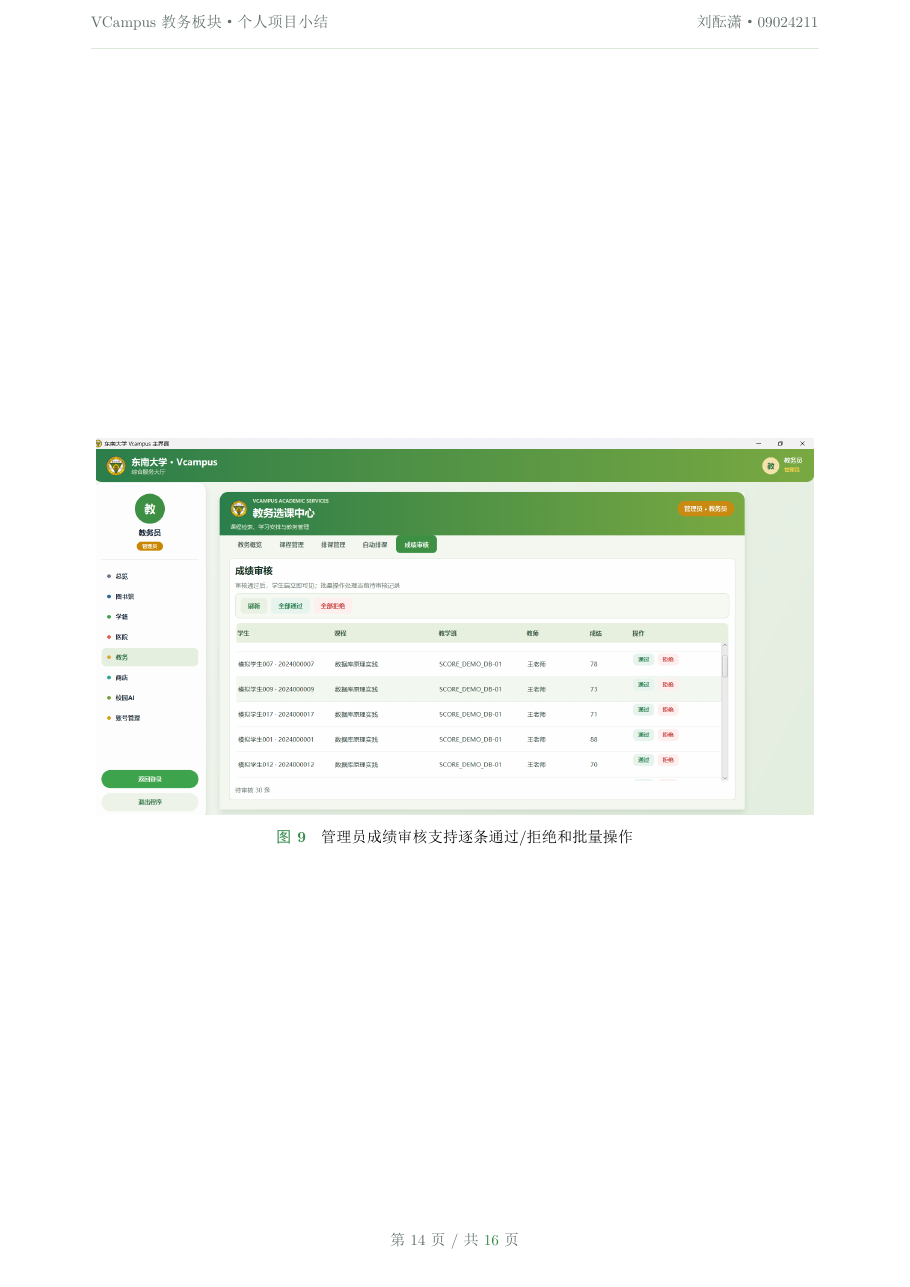 VCampus 教务板块 • 个人项目小结
刘酝潇 • 09024211
东南大学 Vcampus 主界面
东南大学 • Vcampus
综合服务大厅
教
教务员
管理员
教
教务员
管理员
总览
图书馆
学籍
医院
教务
商店
校园AI
账号管理
返回登录
退出程序
VCAMPUS ACADEMIC SERVICES
教务选课中心
课程检索、学习安排与教务管理
管理员 • 教务员
教务概览 课程管理 排课管理 自动排课 成绩审核
成绩审核
审核通过后，学生端立即可见；批量操作处理当前待审核记录
刷新 全部通过 全部拒绝
学生 课程 教学班 教师 成绩 操作
模拟学生007 · 2024000007 数据库原理实践 SCORE_DEMO_DB-01 王老师 78 通过 拒绝
模拟学生009 · 2024000009 数据库原理实践 SCORE_DEMO_DB-01 王老师 73 通过 拒绝
模拟学生017 · 2024000017 数据库原理实践 SCORE_DEMO_DB-01 王老师 71 通过 拒绝
模拟学生001 · 2024000001 数据库原理实践 SCORE_DEMO_DB-01 王老师 88 通过 拒绝
模拟学生012 · 2024000012 数据库原理实践 SCORE_DEMO_DB-01 王老师 70 通过 拒绝
待审核 30 条
图 9 管理员成绩审核支持逐条通过/拒绝和批量操作
第 14 页 / 共 16 页